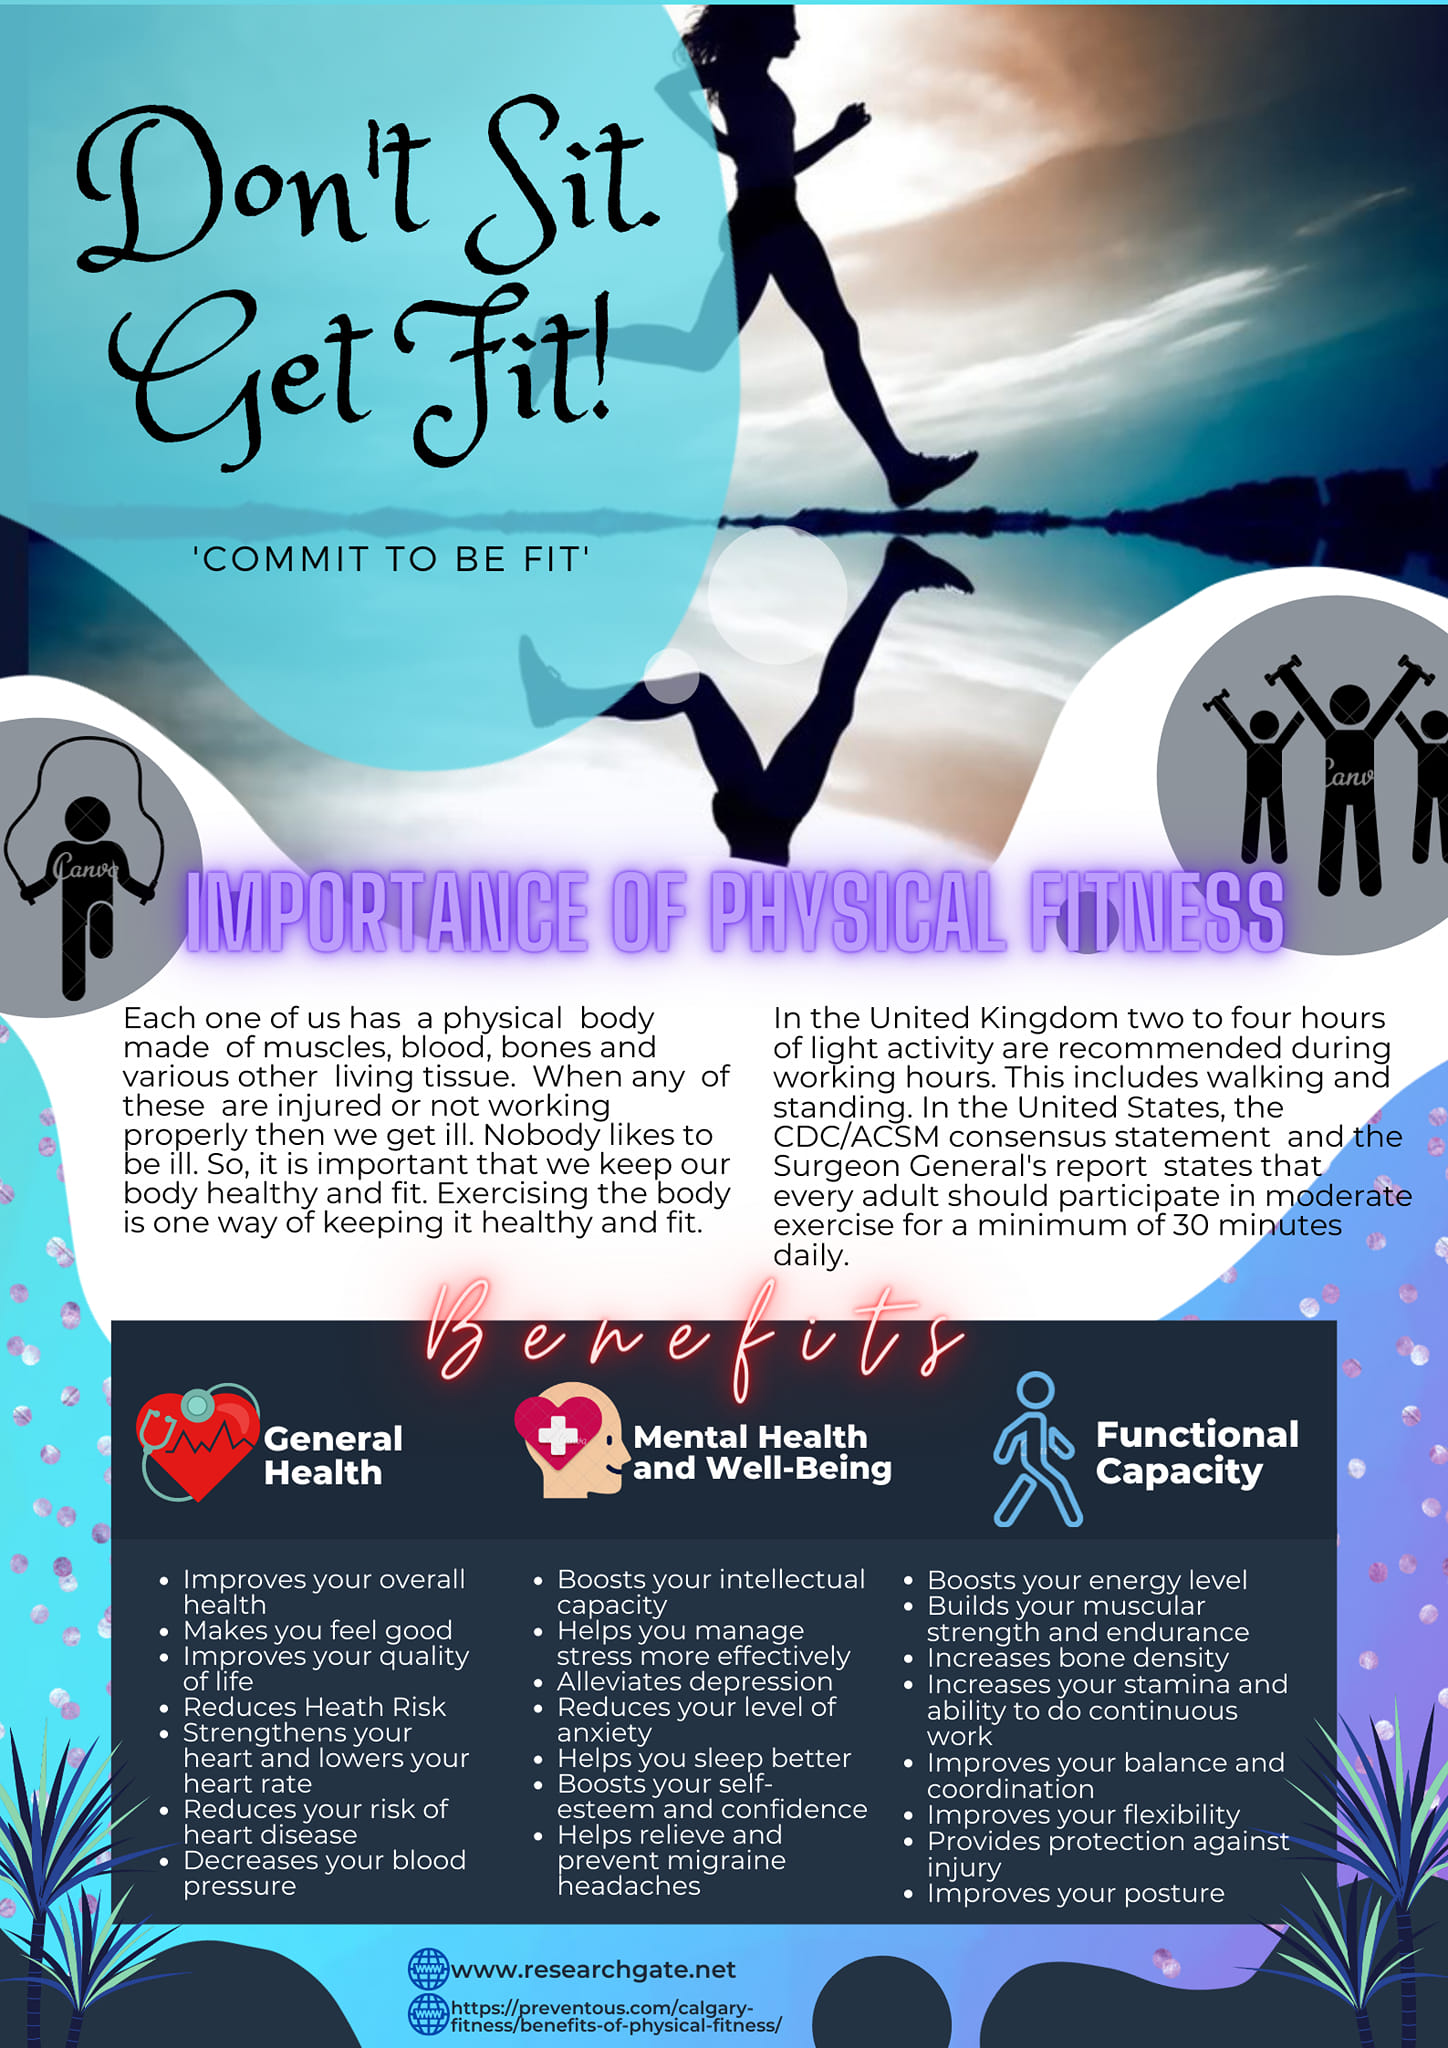 Don't Sit.
Get Fit!
'COMMIT TO BE FIT'
Canva
Canv
IMPORTANCE OF PHYSICAL FITNESS
Each one of us has a physical body
made of muscles, blood, bones and
various other living tissue. When any of
these are injured or not working
properly then we get ill. Nobody likes to
be ill. So, it is important that we keep our
body healthy and fit. Exercising the body
is one way of keeping it healthy and fit.
In the United Kingdom two to four hours
of light activity are recommended during
working hours. This includes walking and
standing. In the United States, the
CDC/ACSM consensus statement and the
Surgeon General's report states that
every adult should participate in moderate
exercise for a minimum of 30 minutes
daily.
Benefits
General
Health
• Improves your overall
health
• Makes you feel good
• Improves your quality
of life
• Reduces Heath Risk
• Strengthens your
heart and lowers your
heart rate
• Reduces your risk of
heart disease
• Decreases your blood
pressure
Mental Health
and Well-Being
• Boosts your intellectual
capacity
• Helps you manage
stress more effectively
• Alleviates depression
• Reduces your level of
anxiety
• Helps you sleep better
• Boosts your self-
esteem and confidence
• Helps relieve and
prevent migraine
headaches
Functional
Capacity
• Boosts your energy level
• Builds your muscular
strength and endurance
• Increases bone density
• Increases your stamina and
ability to do continuous
work
• Improves your balance and
coordination
• Improves your flexibility
• Provides protection against
injury
• Improves your posture
www www.researchgate.net
www https://preventous.com/calgary-
fitness/benefits-of-physical-fitness/